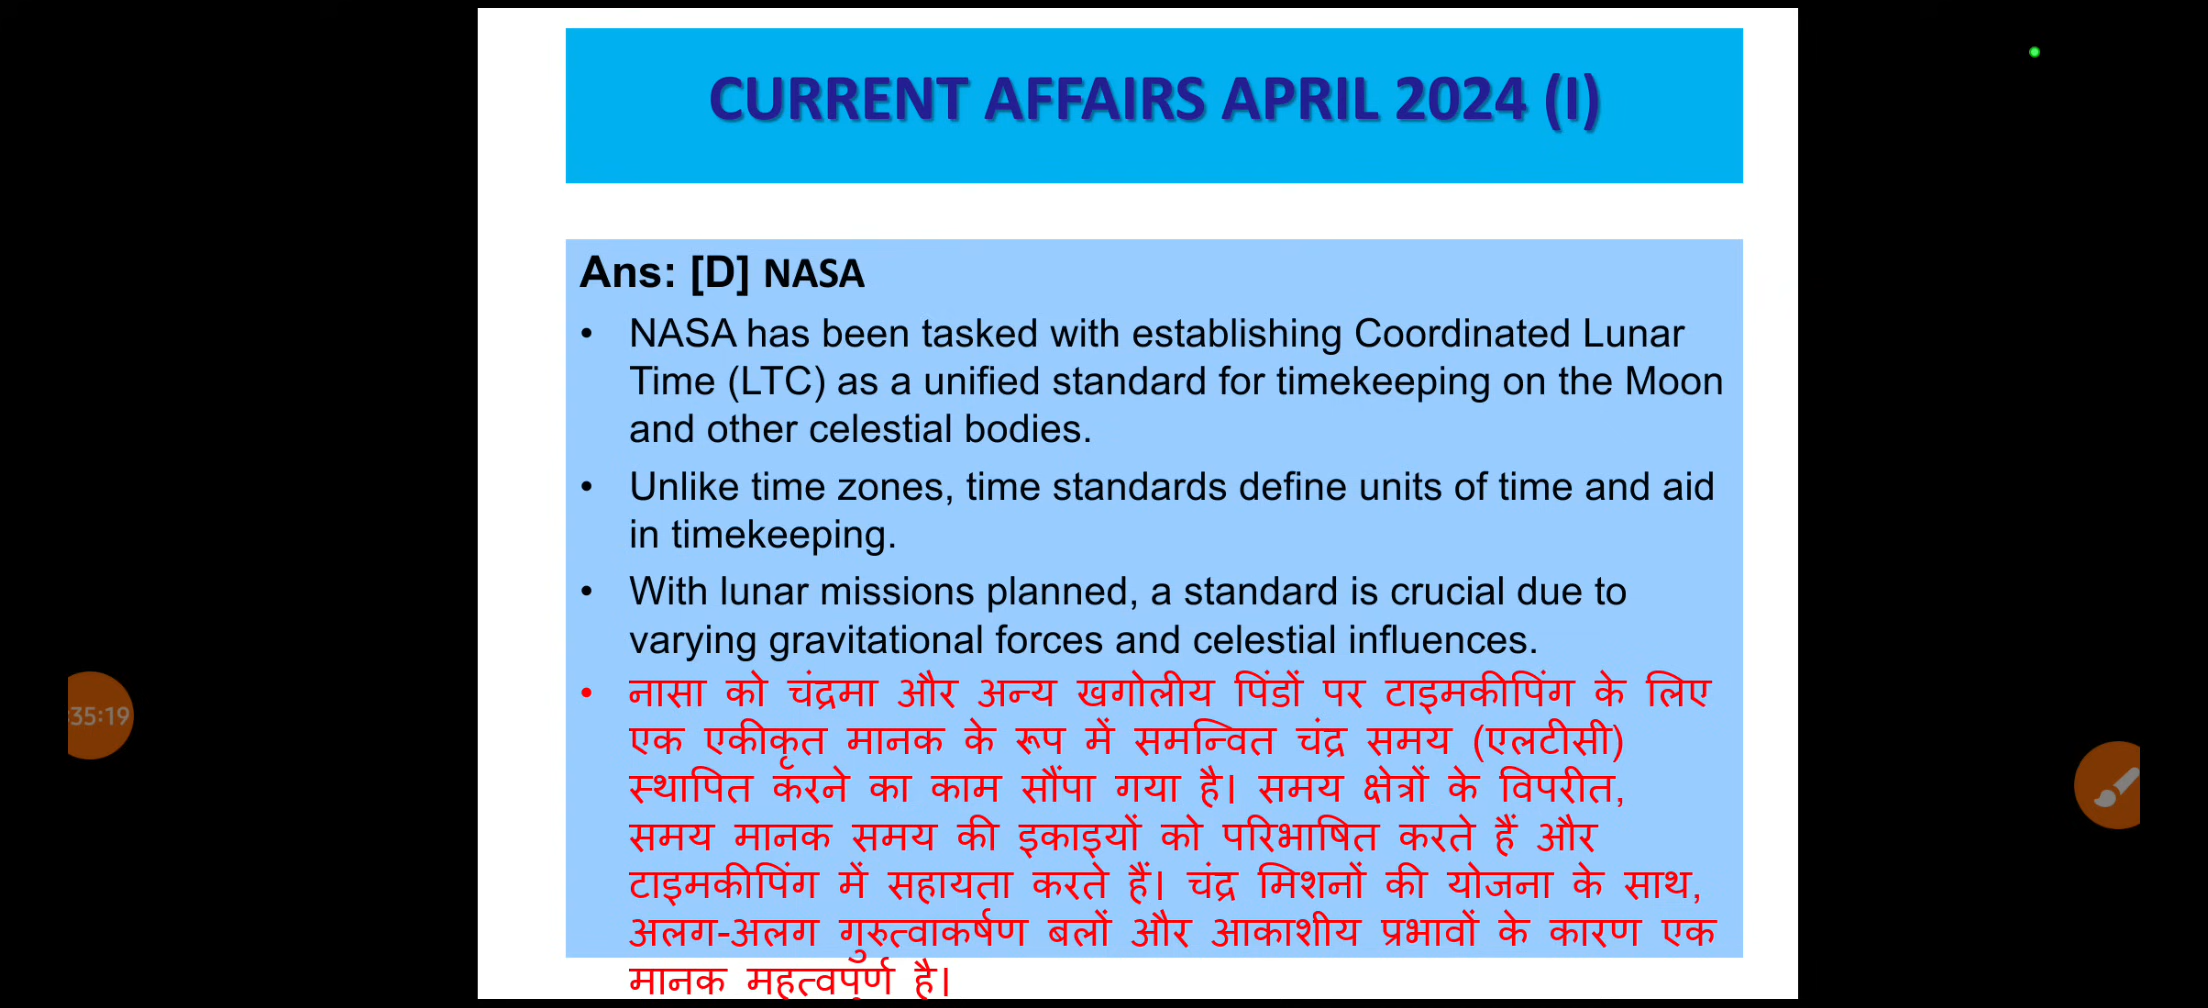 CURRENT AFFAIRS APRIL 2024 (I)
Ans: [D] NASA
• NASA has been tasked with establishing Coordinated Lunar
Time (LTC) as a unified standard for timekeeping on the Moon
and other celestial bodies.
• Unlike time zones, time standards define units of time and aid
in timekeeping.
• With lunar missions planned, a standard is crucial due to
varying gravitational forces and celestial influences.
• नासा को चंद्रमा और अन्य खगोलीय पिंडों पर टाइमकीपिंग के लिए
एक एकीकृत मानक के रूप में समन्वित चंद्र समय (एलटीसी)
स्थापित करने का काम सौंपा गया है। समय क्षेत्रों के विपरीत,
समय मानक समय की इकाइयों को परिभाषित करते हैं और
टाइमकीपिंग में सहायता करते हैं। चंद्र मिशनों की योजना के साथ,
अलग-अलग गुरुत्वाकर्षण बलों और आकाशीय प्रभावों के कारण एक
मानक महत्वपूर्ण है।
:35:19